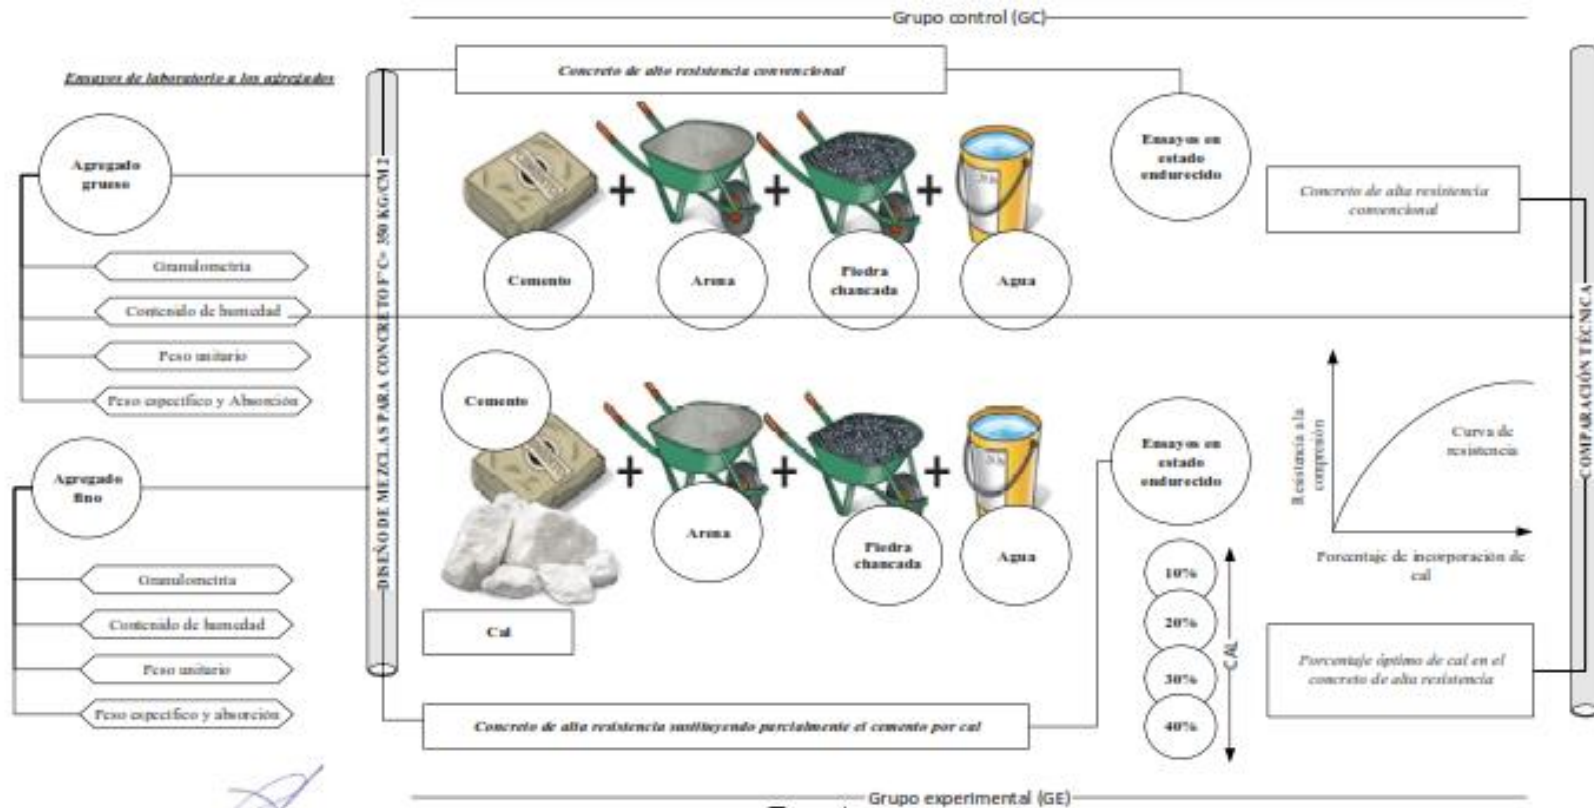 Grupo control (GC)
Ensayos de laboratorio a los agregados
Concreto de alto resistencia convencional
Agregado
grueso
Granulometría
Contenido de humedad
Peso unitario
Peso específico y Absorción
Agregado
fino
Granulometría
Contenido de humedad
Peso unitario
Peso específico y absorción
DISEÑO DE MEZCLAS PARA CONCRETO F'C= 350 KG/CM 2
Cemento
+
Arena
+
Piedra
chancada
+
Agua
Ensayos en
estado
endurecido
Concreto de alta resistencia
convencional
Cemento
+
Arena
+
Piedra
chancada
+
Agua
Cal
Ensayos en
estado
endurecido
10%
20%
30%
40%
CAL
Resistencia a la
compresión
Curva de
resistencia
Porcentaje de incorporación de
cal
Porcentaje óptimo de cal en el
concreto de alta resistencia
COMPARACIÓN TÉCNICA
Concreto de alta resistencia sustituyendo parcialmente el cemento por cal
Grupo experimental (GE)